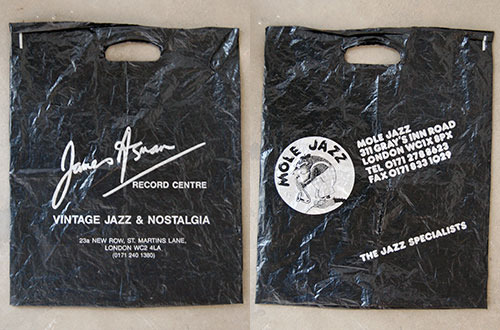 James Asman
RECORD CENTRE
VINTAGE JAZZ & NOSTALGIA
23a NEW ROW, ST. MARTINS LANE,
LONDON WC2 4LA
(0171 240 1380)
MOLE JAZZ
MOLE JAZZ
311 GRAY'S INN ROAD
LONDON WC1X 8PX
TEL 0171 278 8623
FAX 0171 833 1029
THE JAZZ SPECIALISTS